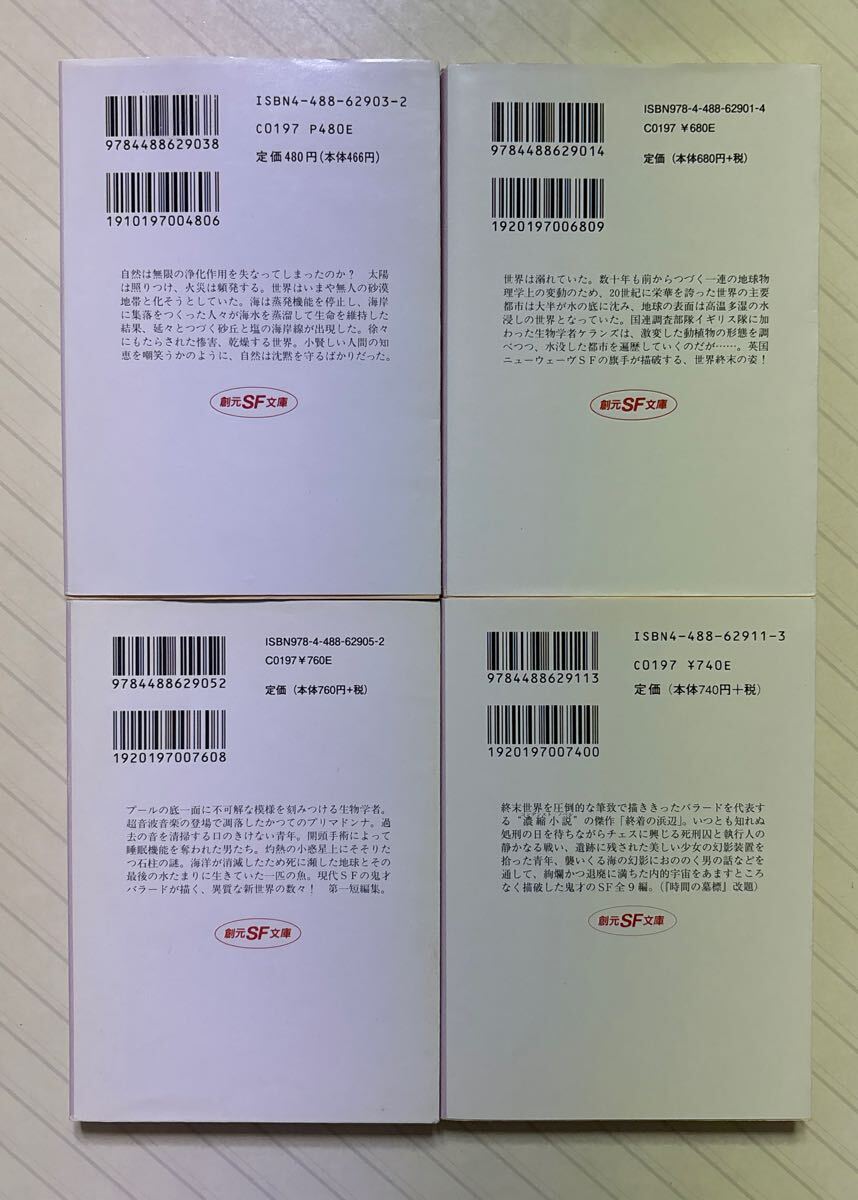 ISBN4-488-62903-2
C0197 P480E
定価480円(本体466円)
9784488629038
1910197004806
自然は無限の浄化作用を失なってしまったのか? 太陽
は照りつけ、火災は頻発する。世界はいまや無人の砂漠
地帯と化そうとしていた。海は蒸発機能を停止し、海岸
に集落をつくった人々が海水を蒸溜して生命を維持した
結果、延々とつづく砂丘と塩の海岸線が出現した。徐々
にもたらされた惨害、乾燥する世界。小賢しい人間の知
恵を嘲笑うかのように、自然は沈黙を守るばかりだった。
創元SF文庫
ISBN978-4-488-62901-4
C0197 ¥680E
定価(本体680円+税)
9784488629014
1920197006809
世界は溺れていた。数十年も前からつづく一連の地球物
理学上の変動のため、20世紀に栄華を誇った世界の主要
都市は大半が水の底に沈み、地球の表面は高温多湿の水
浸しの世界となっていた。国連調査部隊イギリス隊に加
わった生物学者ケランズは、激変した動植物の形態を調
べつつ、水没した都市を遍歴していくのだが……。英国
ニューウェーヴSFの旗手が描破する、世界終末の姿!
創元SF文庫
ISBN978-4-488-62905-2
C0197 ¥760E
定価(本体760円+税)
9784488629052
1920197007608
プールの底一面に不可解な模様を刻みつける生物学者。
超音波音楽の登場で凋落したかつてのプリマドンナ。過
去の音を清掃する口のきけない青年。開頭手術によって
睡眠機能を奪われた男たち。灼熱の小惑星上にそそりた
つ石柱の謎。海洋が消滅したため死に瀕した地球とその
最後の水たまりに生きていた一匹の魚。現代SFの鬼才
バラードが描く、異質な新世界の数々! 第一短編集。
創元SF文庫
ISBN4-488-62911-3
C0197 ¥740E
定価(本体740円+税)
9784488629113
1920197007400
終末世界を圧倒的な筆致で描ききったバラードを代表す
る“濃縮小説”の傑作「終着の浜辺」。いつとも知れぬ
処刑の日を待ちながらチェスに興じる死刑囚と執行人の
静かなる戦い、遺跡に残された美しい少女の幻影装置を
拾った青年、襲いくる海の幻影におののく男の話などを
通して、絢爛かつ退廃に満ちた内的宇宙をあますところ
なく描破した鬼才のSF全9編。(『時間の墓標』改題)
創元SF文庫